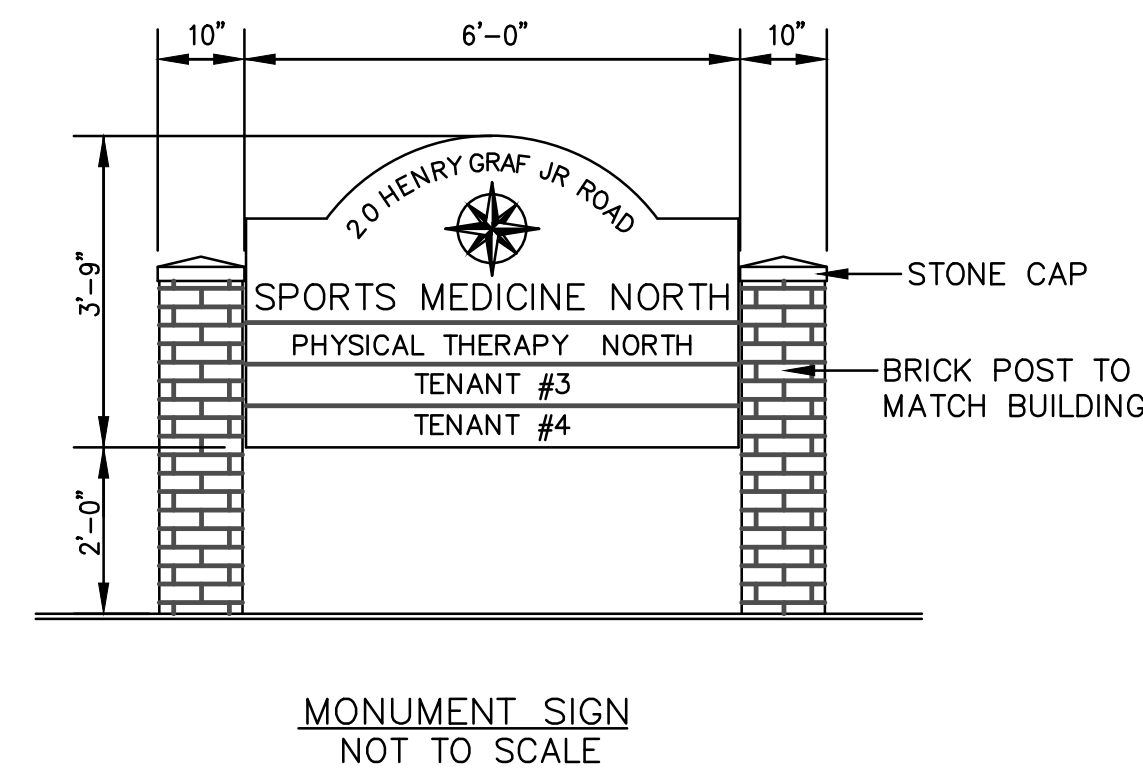 10" 6'-0" 10"
20 HENRY GRAF JR ROAD
3'-9"
STONE CAP
SPORTS MEDICINE NORTH
PHYSICAL THERAPY NORTH
BRICK POST TO
MATCH BUILDING
TENANT #3
TENANT #4
2'-0"
MONUMENT SIGN
NOT TO SCALE